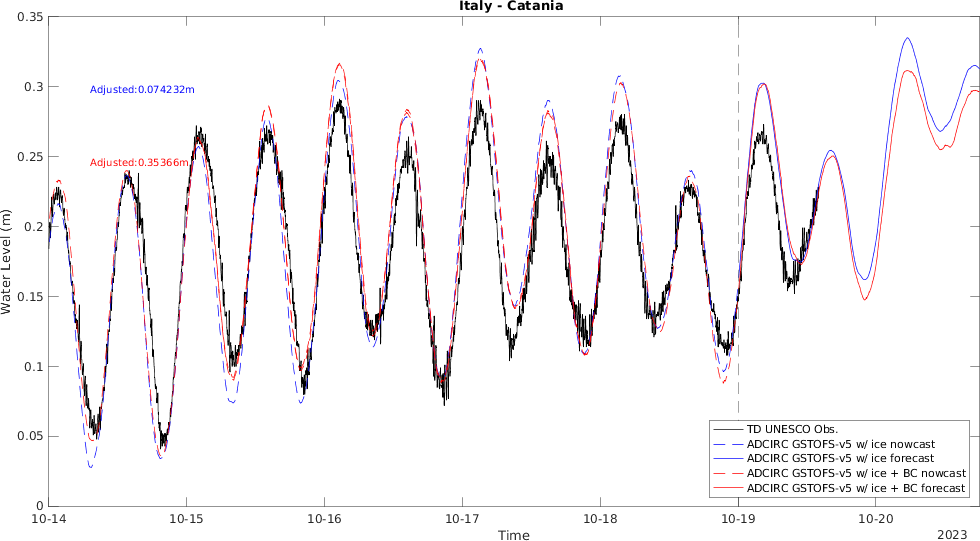 Italy - Catania
0.35
0.3
0.25
0.2
0.15
0.1
0.05
0
Water Level (m)
Adjusted:0.074232m
Adjusted:0.35366m
TD UNESCO Obs.
ADCIRC GSTOFS-v5 w/ ice nowcast
ADCIRC GSTOFS-v5 w/ ice forecast
ADCIRC GSTOFS-v5 w/ ice + BC nowcast
ADCIRC GSTOFS-v5 w/ ice + BC forecast
10-14 10-15 10-16 10-17 10-18 10-19 10-20
Time
2023